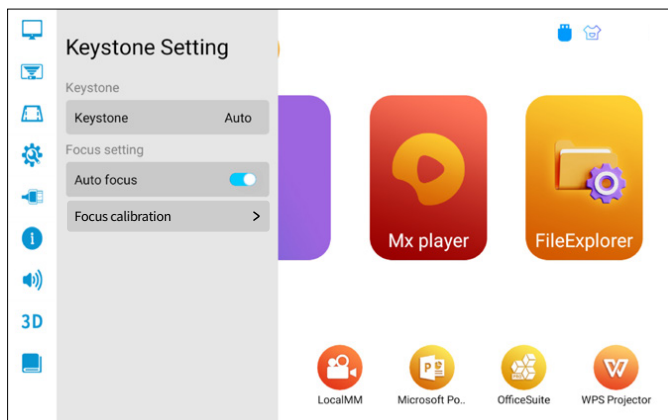 Keystone Setting
Keystone
Keystone Auto
Focus setting
Auto focus
Focus calibration >
3D
Mx player
FileExplorer
LocalMM
Microsoft Po..
OfficeSuite
WPS Projector